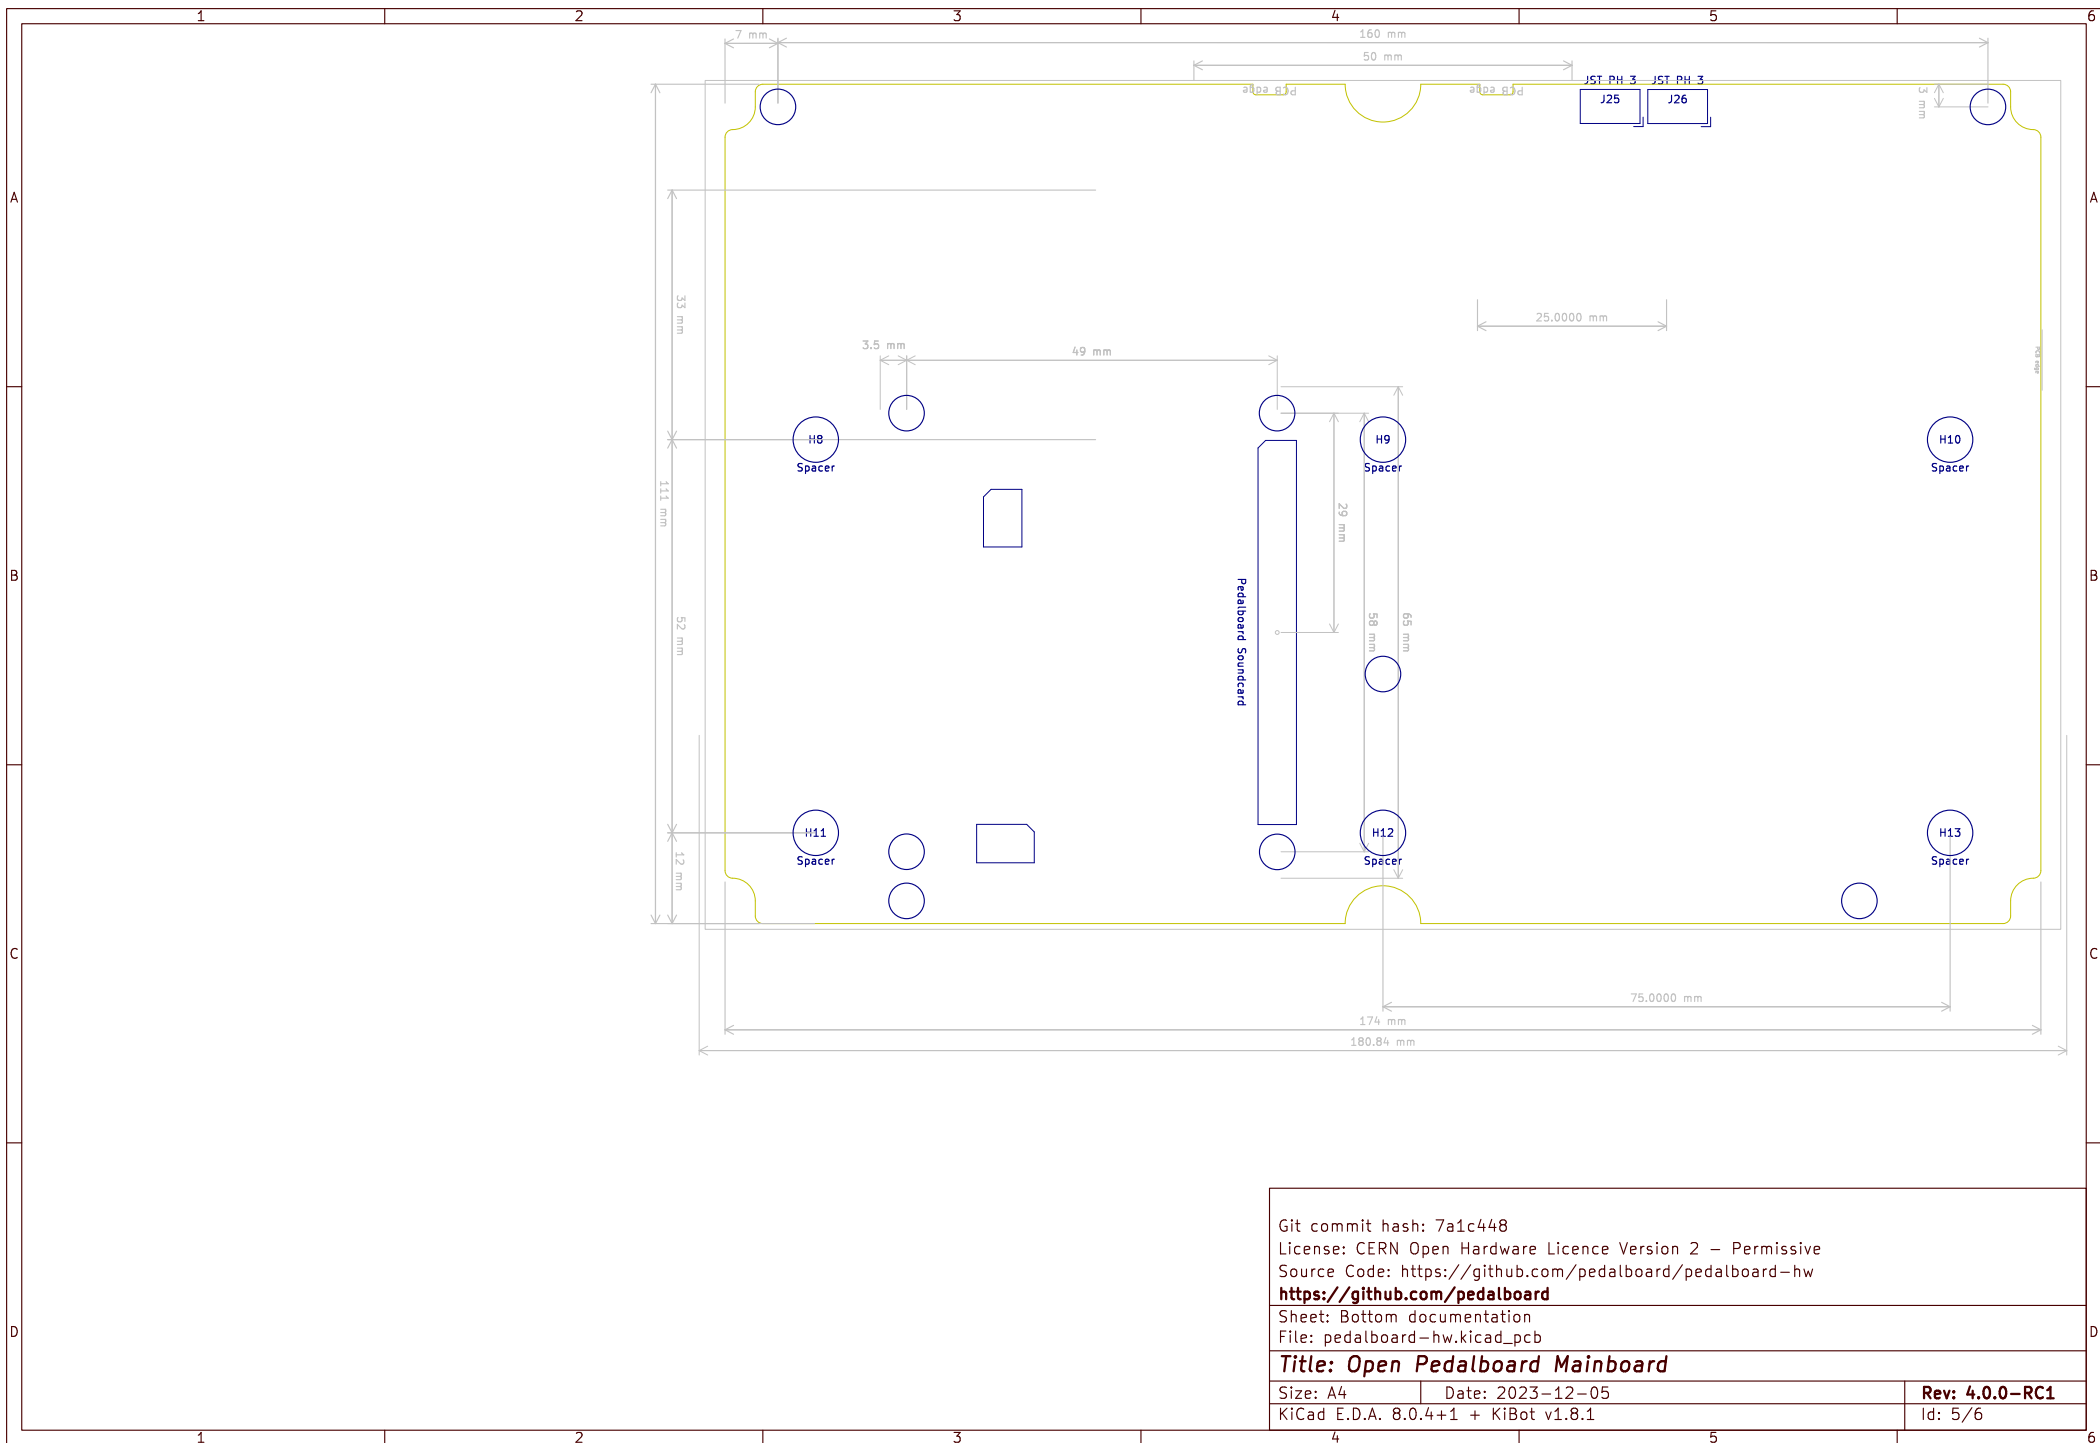 1 2 3 4 5 6
7 mm
160 mm
50 mm
JST PH 3 JST PH 3
PCB edge PCB edge
J25 J26
3 mm
A A
33 mm
25.0000 mm
3.5 mm
49 mm
PCB edge
H8 H9 H10
Spacer Spacer Spacer
111 mm
29 mm
B B
Pedalboard Soundcard
52 mm
58 mm
65 mm
H11 H12 H13
Spacer Spacer Spacer
12 mm
C C
75.0000 mm
174 mm
180.84 mm
Git commit hash: 7a1c448
License: CERN Open Hardware Licence Version 2 - Permissive
Source Code: https://github.com/pedalboard/pedalboard-hw
https://github.com/pedalboard
Sheet: Bottom documentation
D D
File: pedalboard-hw.kicad_pcb
Title: Open Pedalboard Mainboard
Size: A4 Date: 2023-12-05 Rev: 4.0.0-RC1
KiCad E.D.A. 8.0.4+1 + KiBot v1.8.1 Id: 5/6
1 2 3 4 5 6